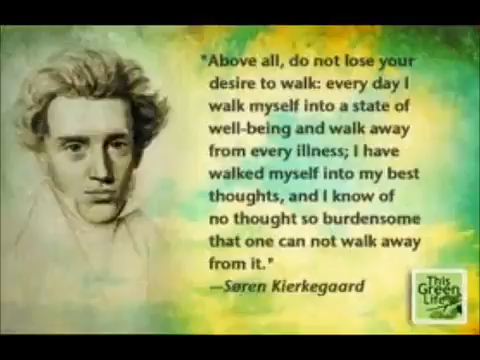 "Above all, do not lose your
desire to walk: every day I
walk myself into a state of
well-being and walk away
from every illness; I have
walked myself into my best
thoughts, and I know of
no thought so burdensome
that one can not walk away
from it."
—Søren Kierkegaard
This
Green
Life